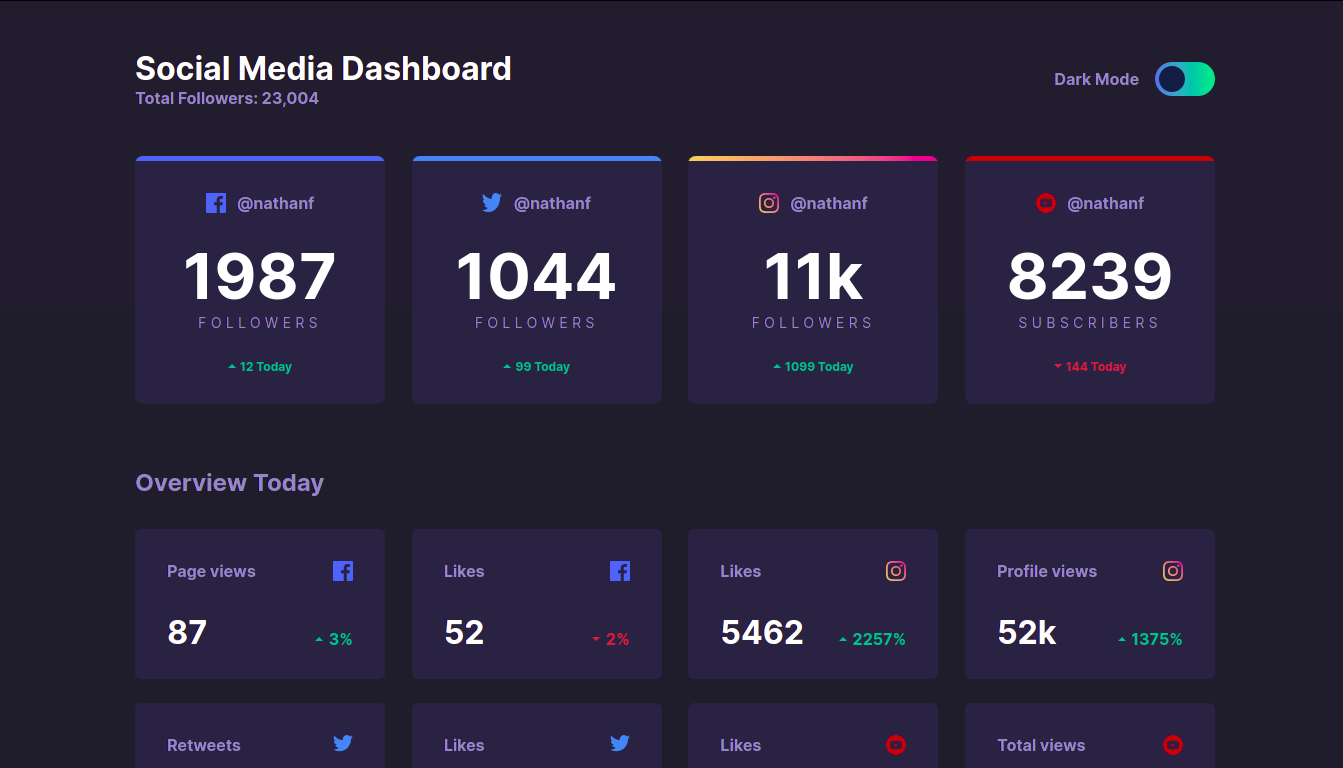 Social Media Dashboard
Total Followers: 23,004
Dark Mode
@nathanf
1987
FOLLOWERS
12 Today
@nathanf
1044
FOLLOWERS
99 Today
@nathanf
11k
FOLLOWERS
1099 Today
@nathanf
8239
SUBSCRIBERS
144 Today
Overview Today
Page views
87
3%
Likes
52
2%
Likes
5462
2257%
Profile views
52k
1375%
Retweets
Likes
Likes
Total views